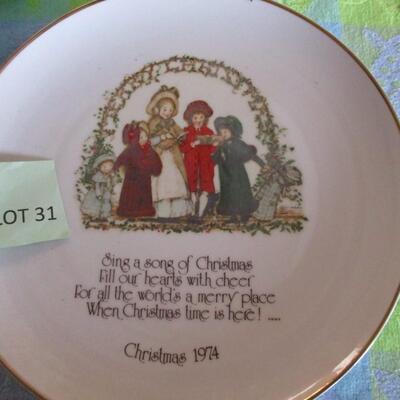 LOT 31
Sing a song of Christmas
Fill our hearts with cheer
For all the world's a merry place
When Christmas time is here! ....
Christmas 1974